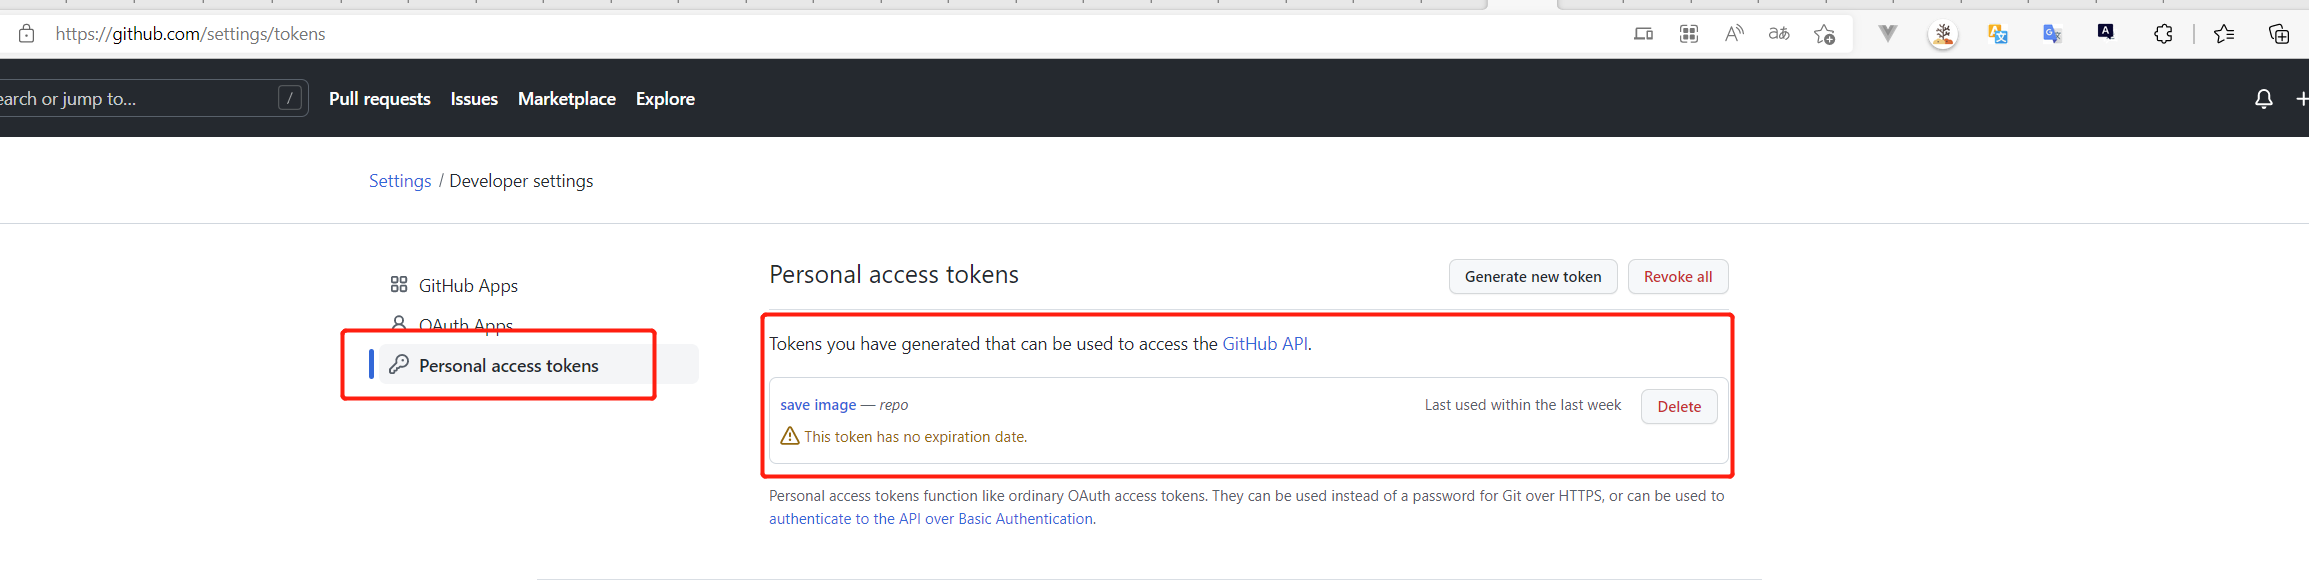 https://github.com/settings/tokens
earch or jump to... /
Pull requests Issues Marketplace Explore
Settings / Developer settings
GitHub Apps
OAuth Apps
Personal access tokens
Personal access tokens
Generate new token Revoke all
Tokens you have generated that can be used to access the GitHub API.
save image — repo
Last used within the last week Delete
This token has no expiration date.
Personal access tokens function like ordinary OAuth access tokens. They can be used instead of a password for Git over HTTPS, or can be used to
authenticate to the API over Basic Authentication.